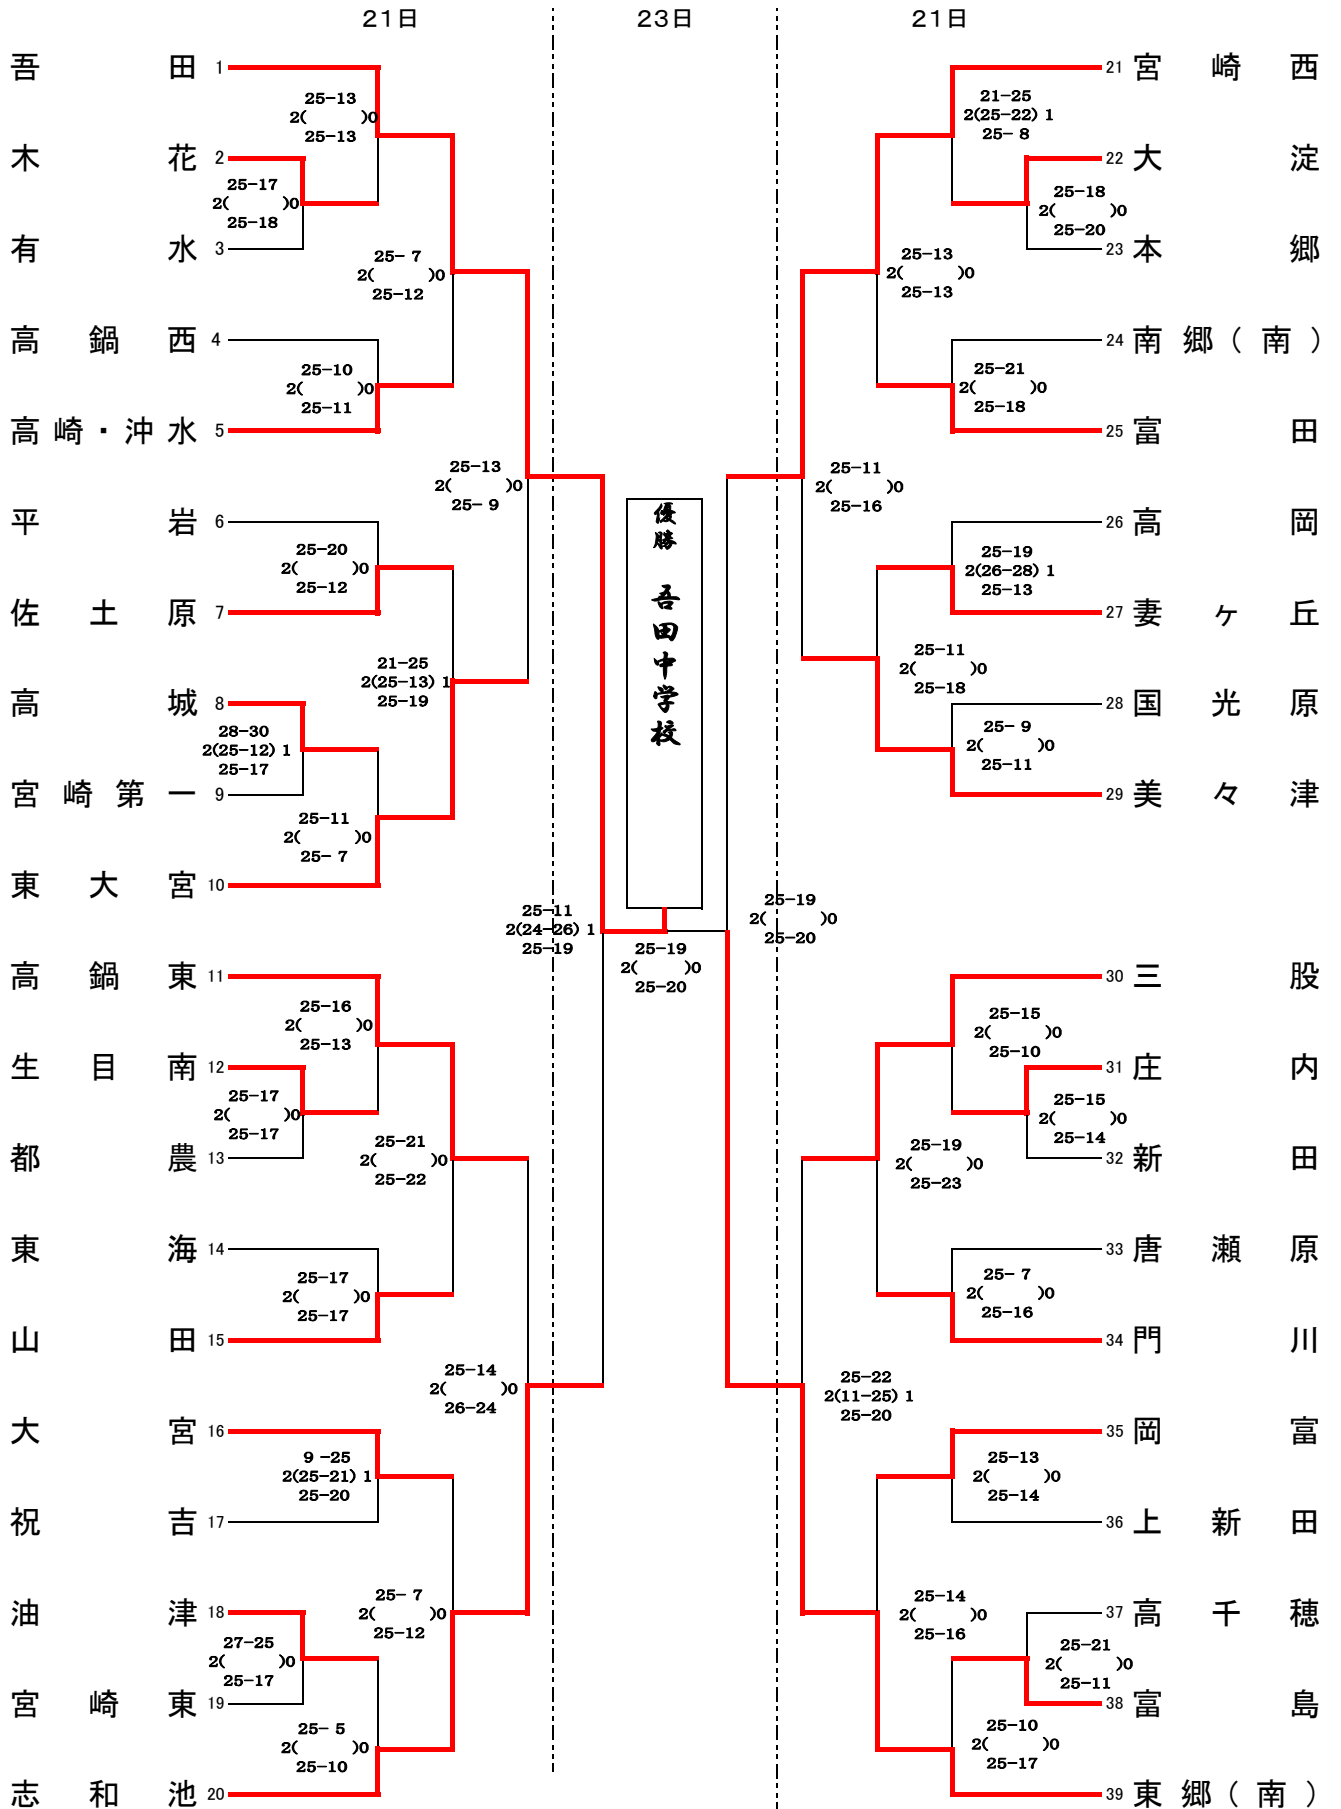 21日
23日
21日
吾田 1
25-13
2( )0
25-13
木花 2
25-17
2( )0
25-18
有水 3
25- 7
2( )0
25-12
高鍋西 4
25-10
2( )0
25-11
高崎・沖水 5
25-13
2( )0
25- 9
平岩 6
25-20
2( )0
25-12
佐土原 7
21-25
2(25-13) 1
25-19
高城 8
28-30
2(25-12) 1
25-17
宮崎第一 9
25-11
2( )0
25- 7
東大宮 10
25-11
2(24-26) 1
25-19
高鍋東 11
25-16
2( )0
25-13
生目南 12
25-17
2( )0
25-17
都農 13
25-21
2( )0
25-22
東海 14
25-17
2( )0
25-17
山田 15
25-14
2( )0
26-24
大宮 16
9 -25
2(25-21) 1
25-20
祝吉 17
25- 7
2( )0
25-12
油津 18
27-25
2( )0
25-17
宮崎東 19
25- 5
2( )0
25-10
志和池 20
優勝 吾田中学校
25-19
2( )0
25-20
21 宮崎西
21-25
2(25-22) 1
25- 8
22 大淀
25-18
2( )0
25-20
23 本郷
25-13
2( )0
25-13
24 南郷(南)
25-21
2( )0
25-18
25 富田
25-11
2( )0
25-16
26 高岡
25-19
2(26-28) 1
25-13
27 妻ヶ丘
25-11
2( )0
25-18
28 国光原
25- 9
2( )0
25-11
29 美々津
25-19
2( )0
25-20
30 三股
25-15
2( )0
25-10
31 庄内
25-15
2( )0
25-14
32 新田
25-19
2( )0
25-23
33 唐瀬原
25- 7
2( )0
25-16
34 門川
25-22
2(11-25) 1
25-20
35 岡富
25-13
2( )0
25-14
36 上新田
25-14
2( )0
25-16
37 高千穂
25-21
2( )0
25-11
38 富島
25-10
2( )0
25-17
39 東郷(南)